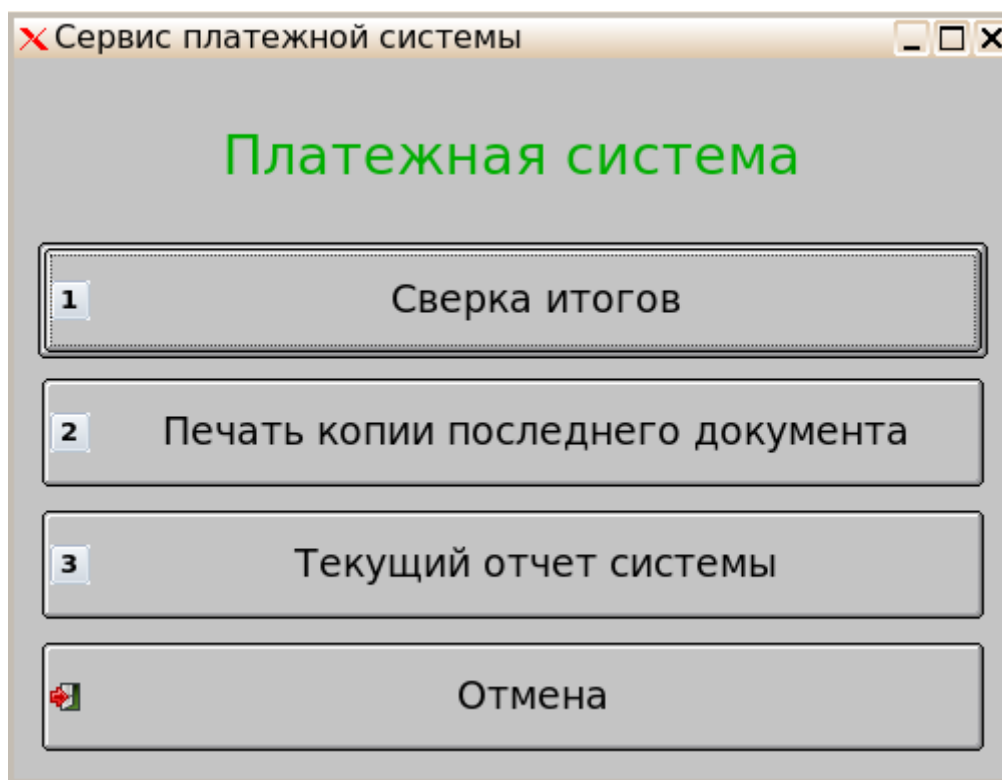 Сервис платежной системы
Платежная система
1 Сверка итогов
2 Печать копии последнего документа
3 Текущий отчет системы
Отмена